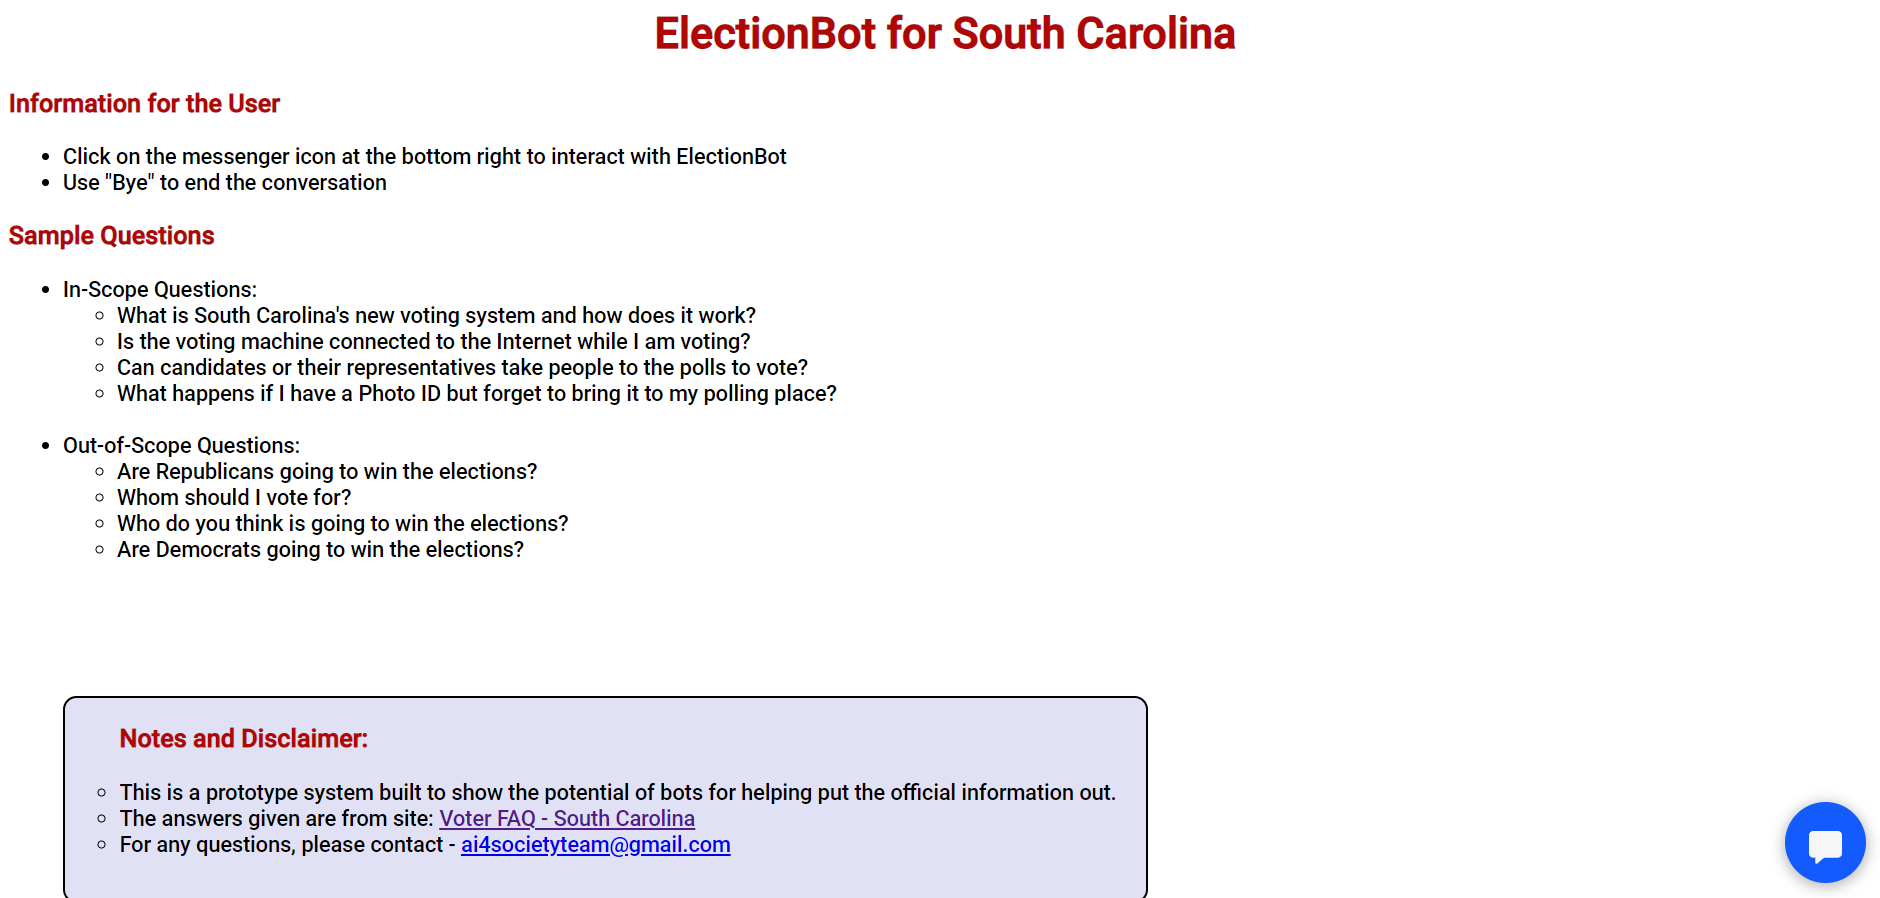 ElectionBot for South Carolina
Information for the User
Click on the messenger icon at the bottom right to interact with ElectionBot
Use "Bye" to end the conversation
Sample Questions
In-Scope Questions:
What is South Carolina's new voting system and how does it work?
Is the voting machine connected to the Internet while I am voting?
Can candidates or their representatives take people to the polls to vote?
What happens if I have a Photo ID but forget to bring it to my polling place?
Out-of-Scope Questions:
Are Republicans going to win the elections?
Whom should I vote for?
Who do you think is going to win the elections?
Are Democrats going to win the elections?
Notes and Disclaimer:
This is a prototype system built to show the potential of bots for helping put the official information out.
The answers given are from site: Voter FAQ - South Carolina
For any questions, please contact - ai4societyteam@gmail.com